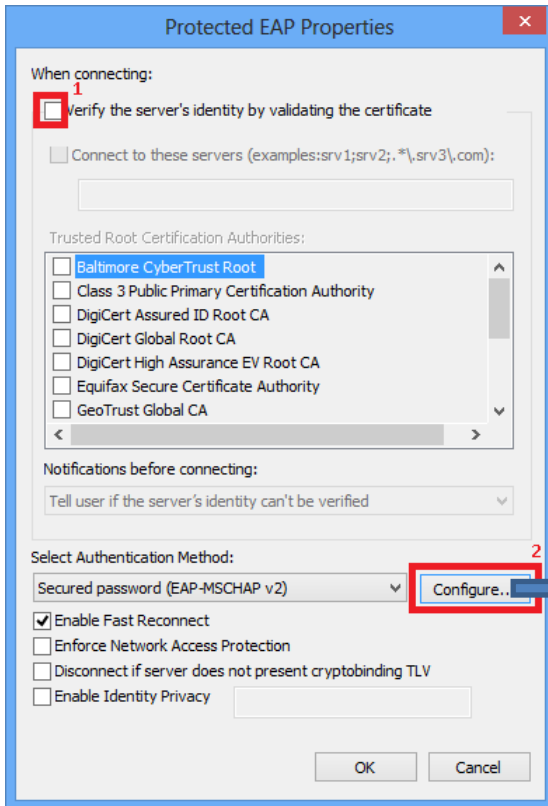 Protected EAP Properties
When connecting:
1
Verify the server's identity by validating the certificate
Connect to these servers (examples:srv1;srv2;.*\.srv3\.com):
Trusted Root Certification Authorities:
Baltimore CyberTrust Root
Class 3 Public Primary Certification Authority
DigiCert Assured ID Root CA
DigiCert Global Root CA
DigiCert High Assurance EV Root CA
Equifax Secure Certificate Authority
GeoTrust Global CA
Notifications before connecting:
Tell user if the server's identity can't be verified
Select Authentication Method:
2
Secured password (EAP-MSCHAP v2)
Configure..
Enable Fast Reconnect
Enforce Network Access Protection
Disconnect if server does not present cryptobinding TLV
Enable Identity Privacy
OK
Cancel